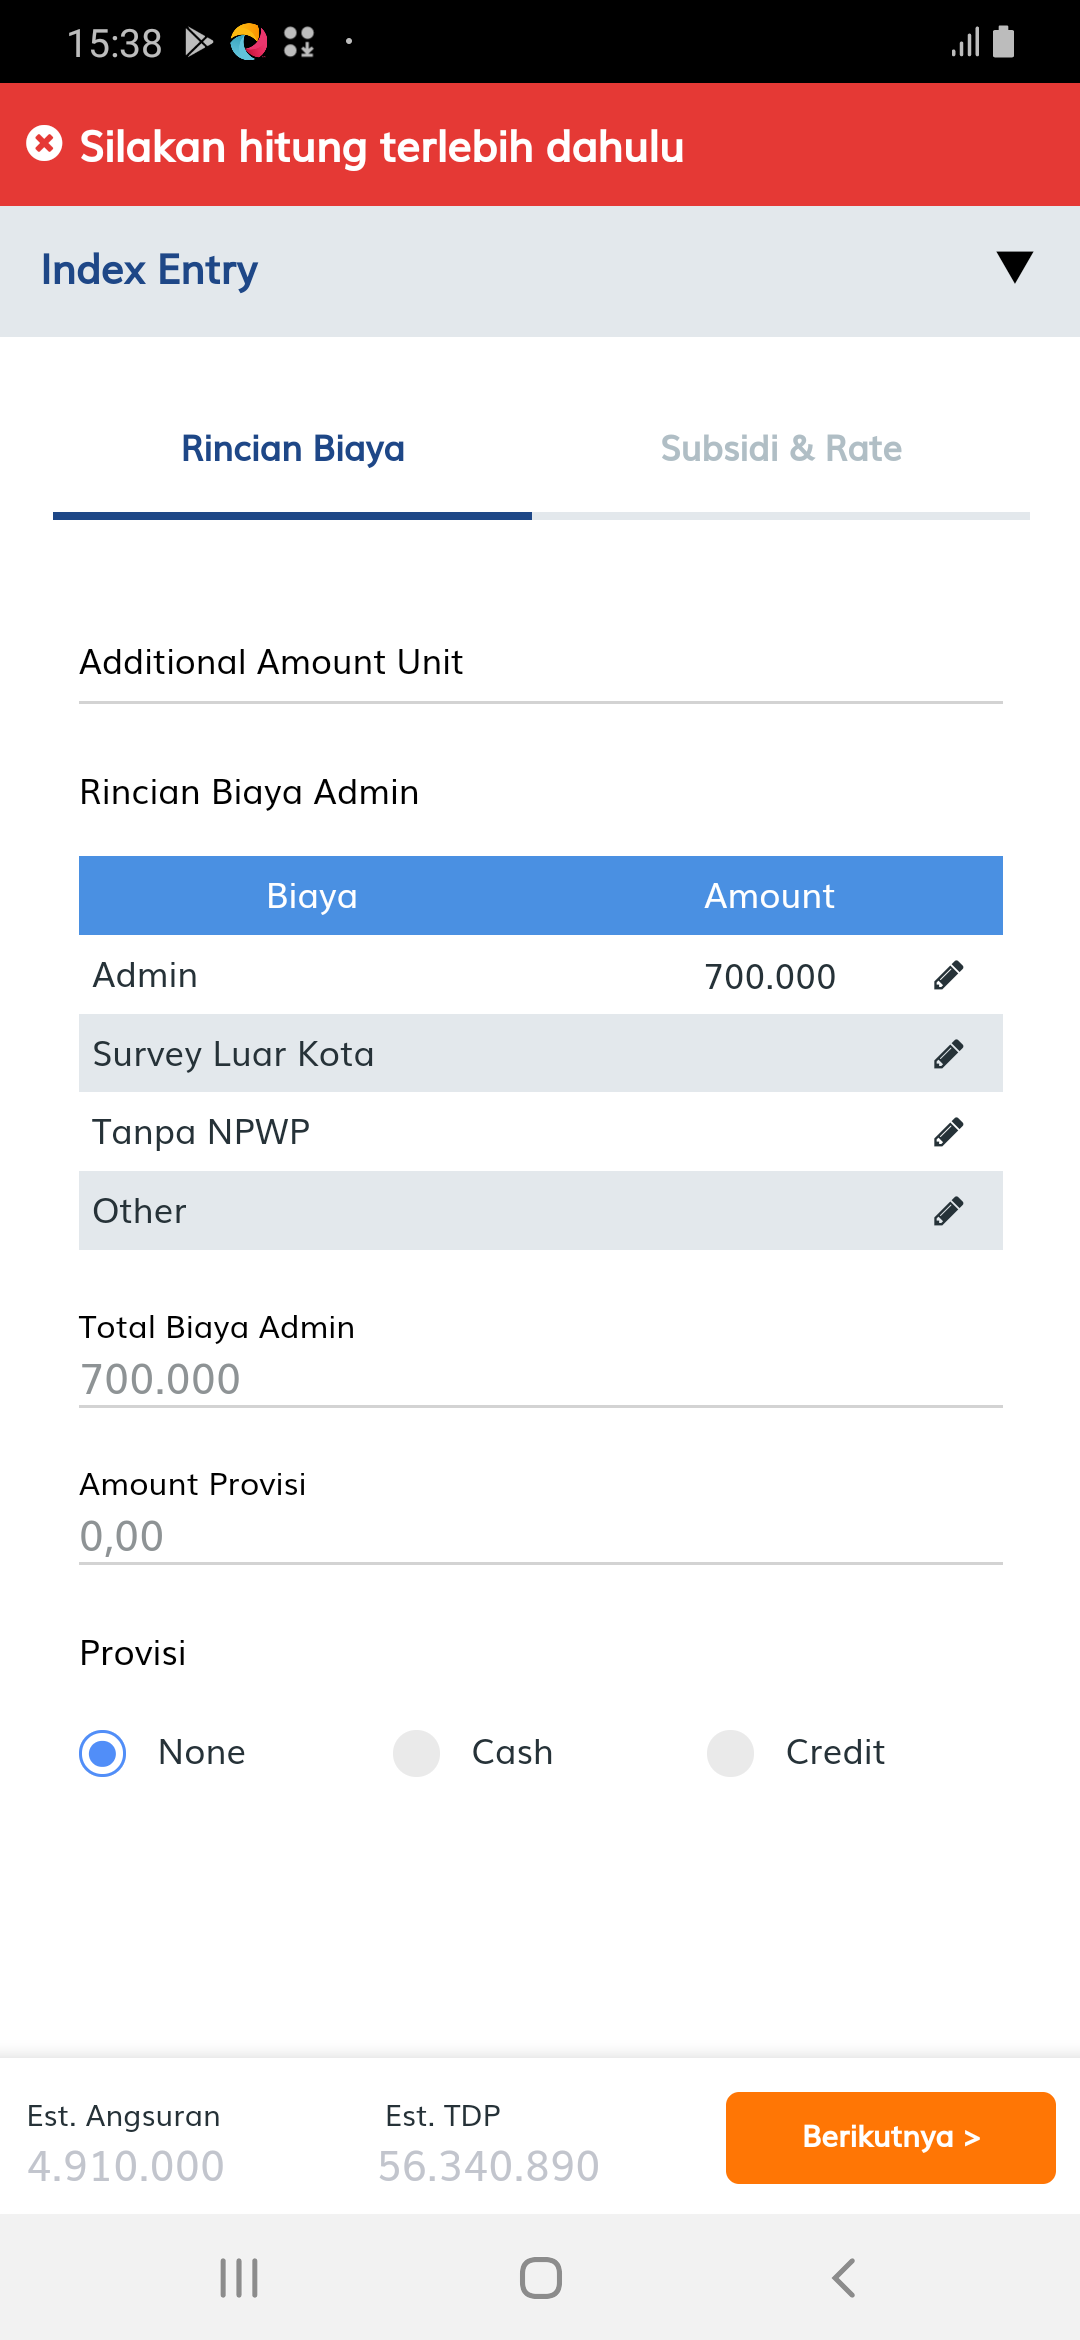 15:38
Silakan hitung terlebih dahulu
Index Entry
Rincian Biaya
Subsidi & Rate
Additional Amount Unit
Rincian Biaya Admin
Biaya Amount
Admin 700.000
Survey Luar Kota
Tanpa NPWP
Other
Total Biaya Admin
700.000
Amount Provisi
0,00
Provisi
None Cash Credit
Est. Angsuran
4.910.000
Est. TDP
56.340.890
Berikutnya >